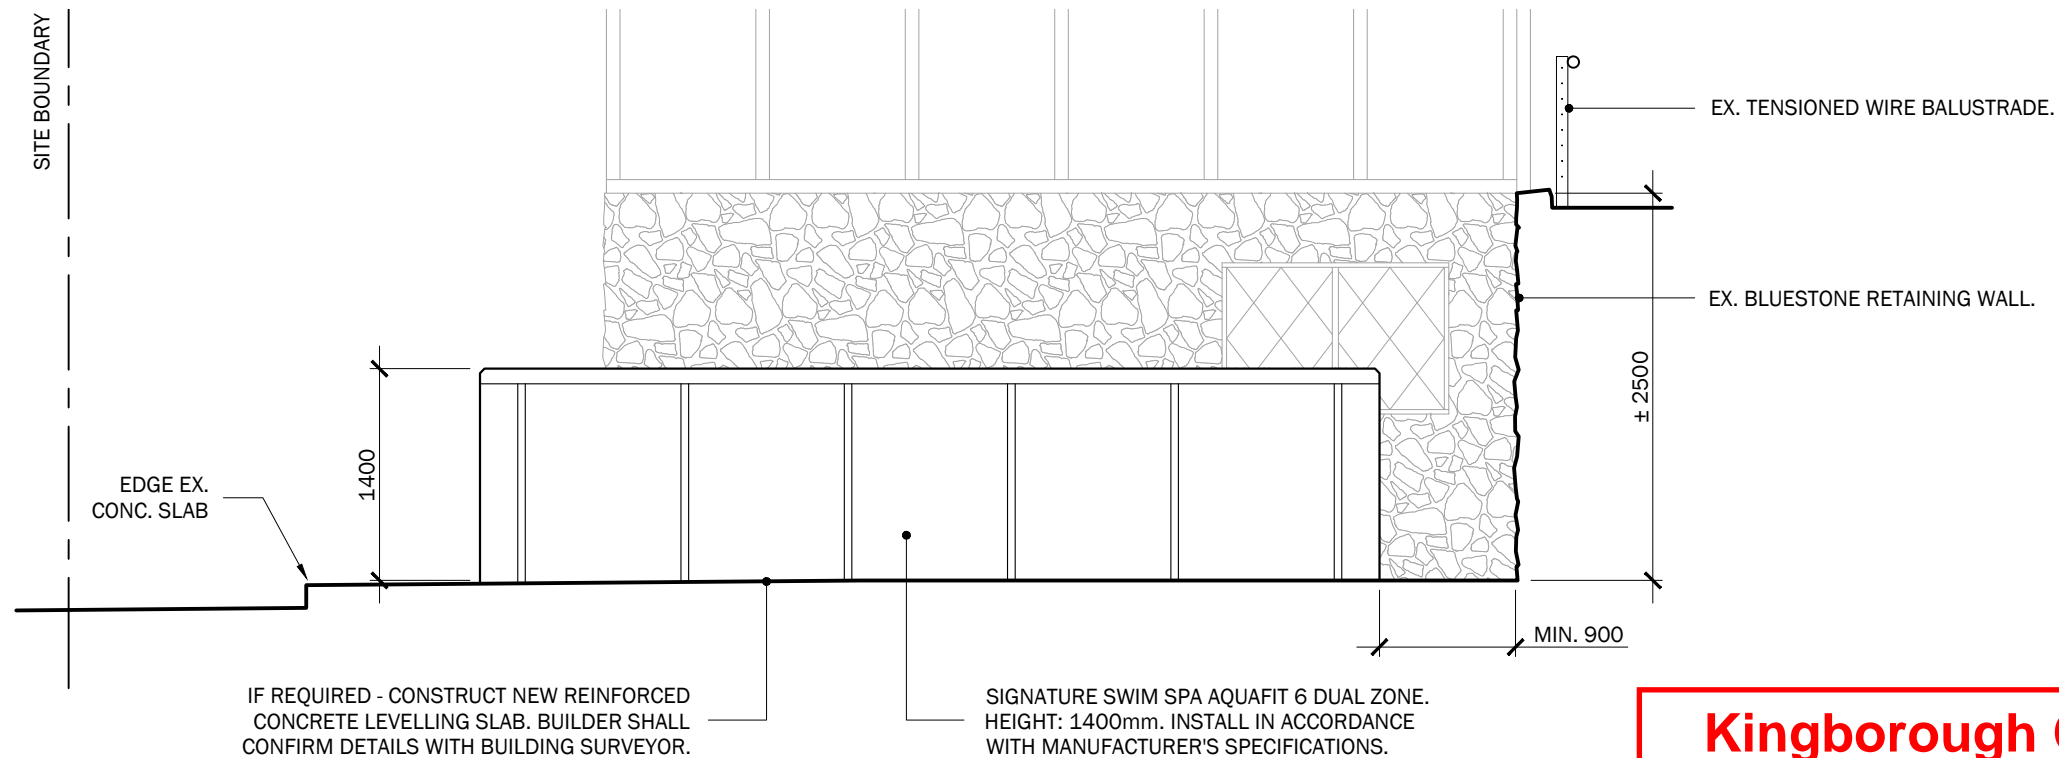 SITE BOUNDARY
EX. TENSIONED WIRE BALUSTRADE.
EX. BLUESTONE RETAINING WALL.
± 2500
1400
EDGE EX.
CONC. SLAB
MIN. 900
IF REQUIRED - CONSTRUCT NEW REINFORCED
CONCRETE LEVELLING SLAB. BUILDER SHALL
CONFIRM DETAILS WITH BUILDING SURVEYOR.
SIGNATURE SWIM SPA AQUAFIT 6 DUAL ZONE.
HEIGHT: 1400mm. INSTALL IN ACCORDANCE
WITH MANUFACTURER'S SPECIFICATIONS.
Kingborough